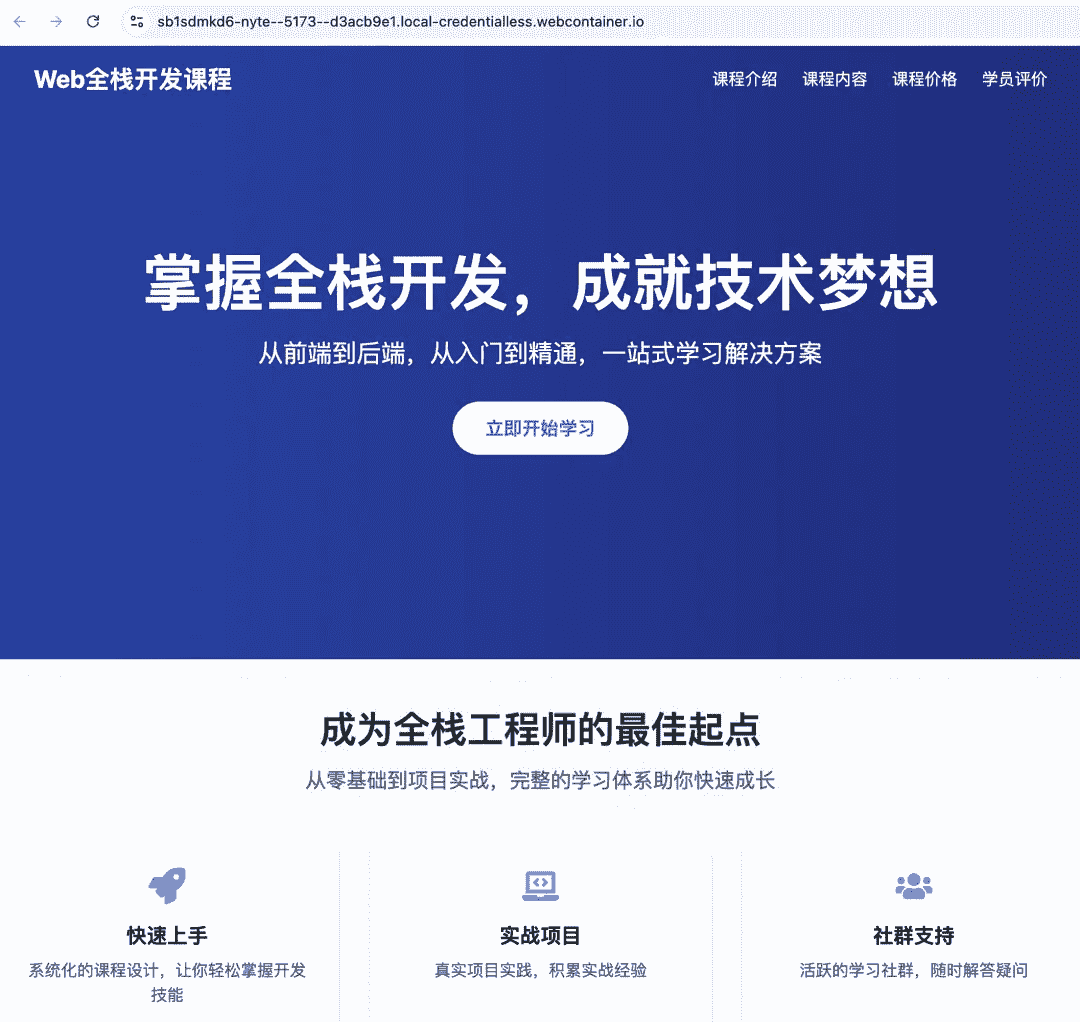 sb1sdmkd6-nyte--5173--d3acb9e1.local-credentialless.webcontainer.io
Web全栈开发课程
课程介绍 课程内容 课程价格 学员评价
掌握全栈开发，成就技术梦想
从前端到后端，从入门到精通，一站式学习解决方案
立即开始学习
成为全栈工程师的最佳起点
从零基础到项目实战，完整的学习体系助你快速成长
快速上手
系统化的课程设计，让你轻松掌握开发
技能
实战项目
真实项目实践，积累实战经验
社群支持
活跃的学习社群，随时解答疑问